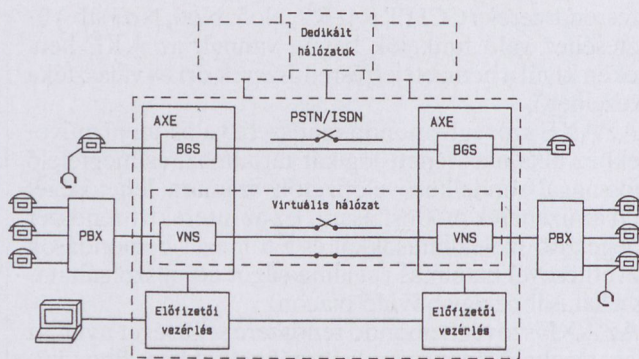 Dedikált
hálózatok
AXE
PSTN/ISDN
AXE
BGS
BGS
Virtuális hálózat
PBX
VNS
VNS
PBX
Előfizetői
vezérlés
Előfizetői
vezérlés